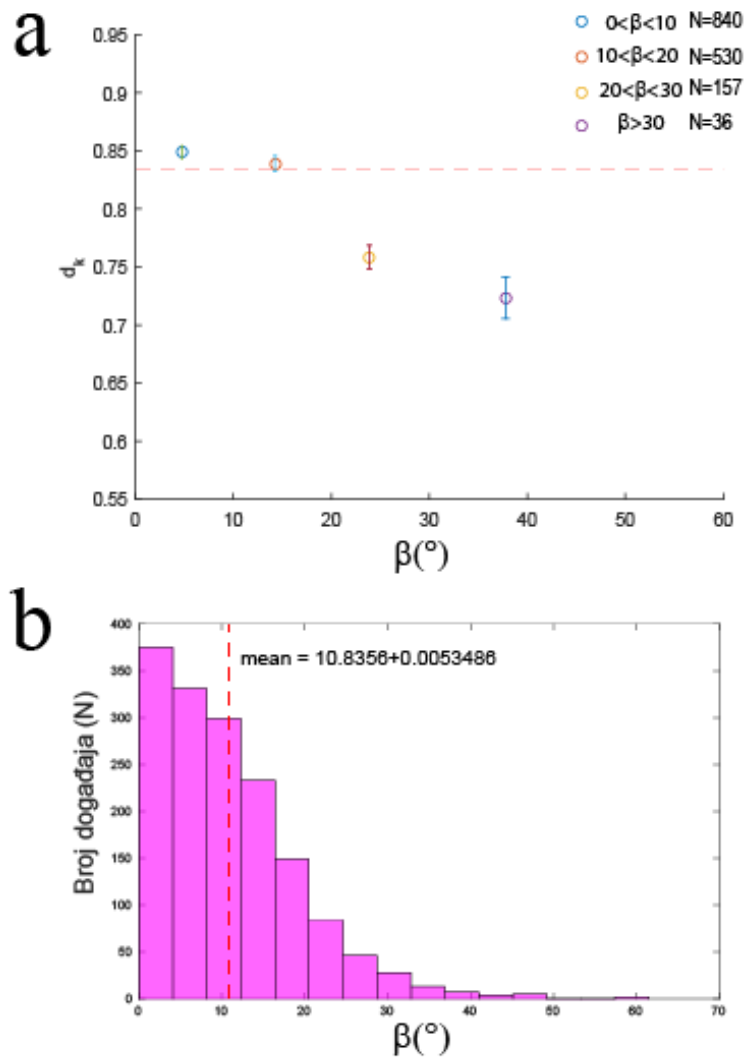 a
0<β<10 N=840
10<β<20 N=530
20<β<30 N=157
β>30 N=36
0.95
0.9
0.85
0.8
0.75
0.7
0.65
0.6
0.55
d_k
0 10 20 30 40 50 60
β(°)
b
mean = 10.8356+0.0053486
400
350
300
250
200
150
100
50
0
Broj događaja (N)
0 10 20 30 40 50 60 70
β(°)